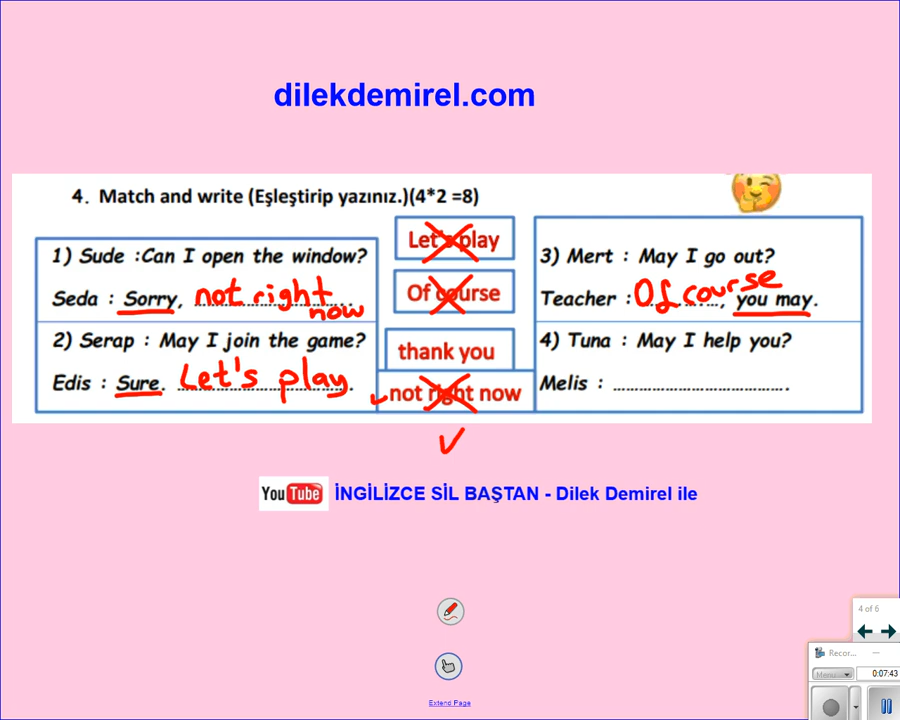 dilekdemirel.com
4. Match and write (Eşleştirip yazınız.)(4*2 =8)
1) Sude :Can I open the window?
Seda : Sorry, not right now
2) Serap : May I join the game?
Edis : Sure. Let's play.
Let's play
Of course
thank you
not right now
3) Mert : May I go out?
Teacher : Of course, you may.
4) Tuna : May I help you?
Melis : ........................................
YouTube İNGİLİZCE SİL BAŞTAN - Dilek Demirel ile
Extend Page
4 of 6
Recor...
Menu
0:07:43